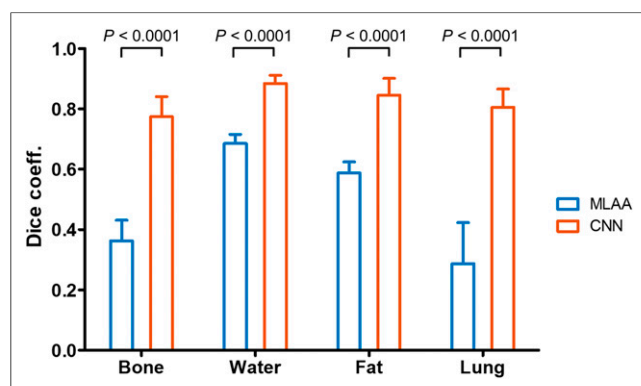 P < 0.0001 P < 0.0001 P < 0.0001 P < 0.0001
1.0
0.8
0.6
0.4
0.2
0.0
Dice coeff.
Bone Water Fat Lung
MLAA
CNN